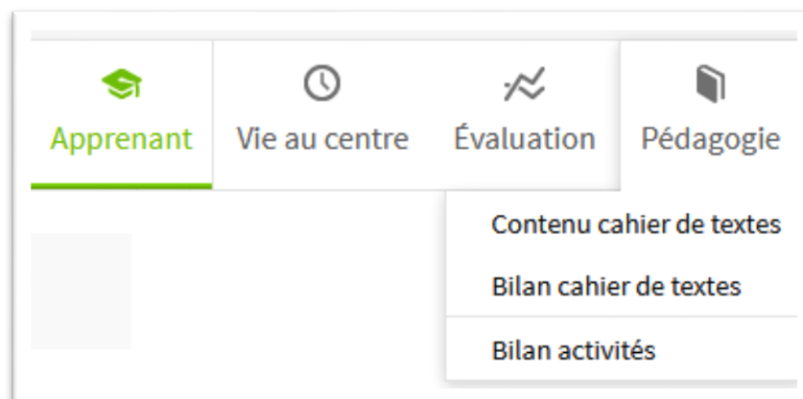 Apprenant Vie au centre Évaluation Pédagogie
Contenu cahier de textes
Bilan cahier de textes
Bilan activités